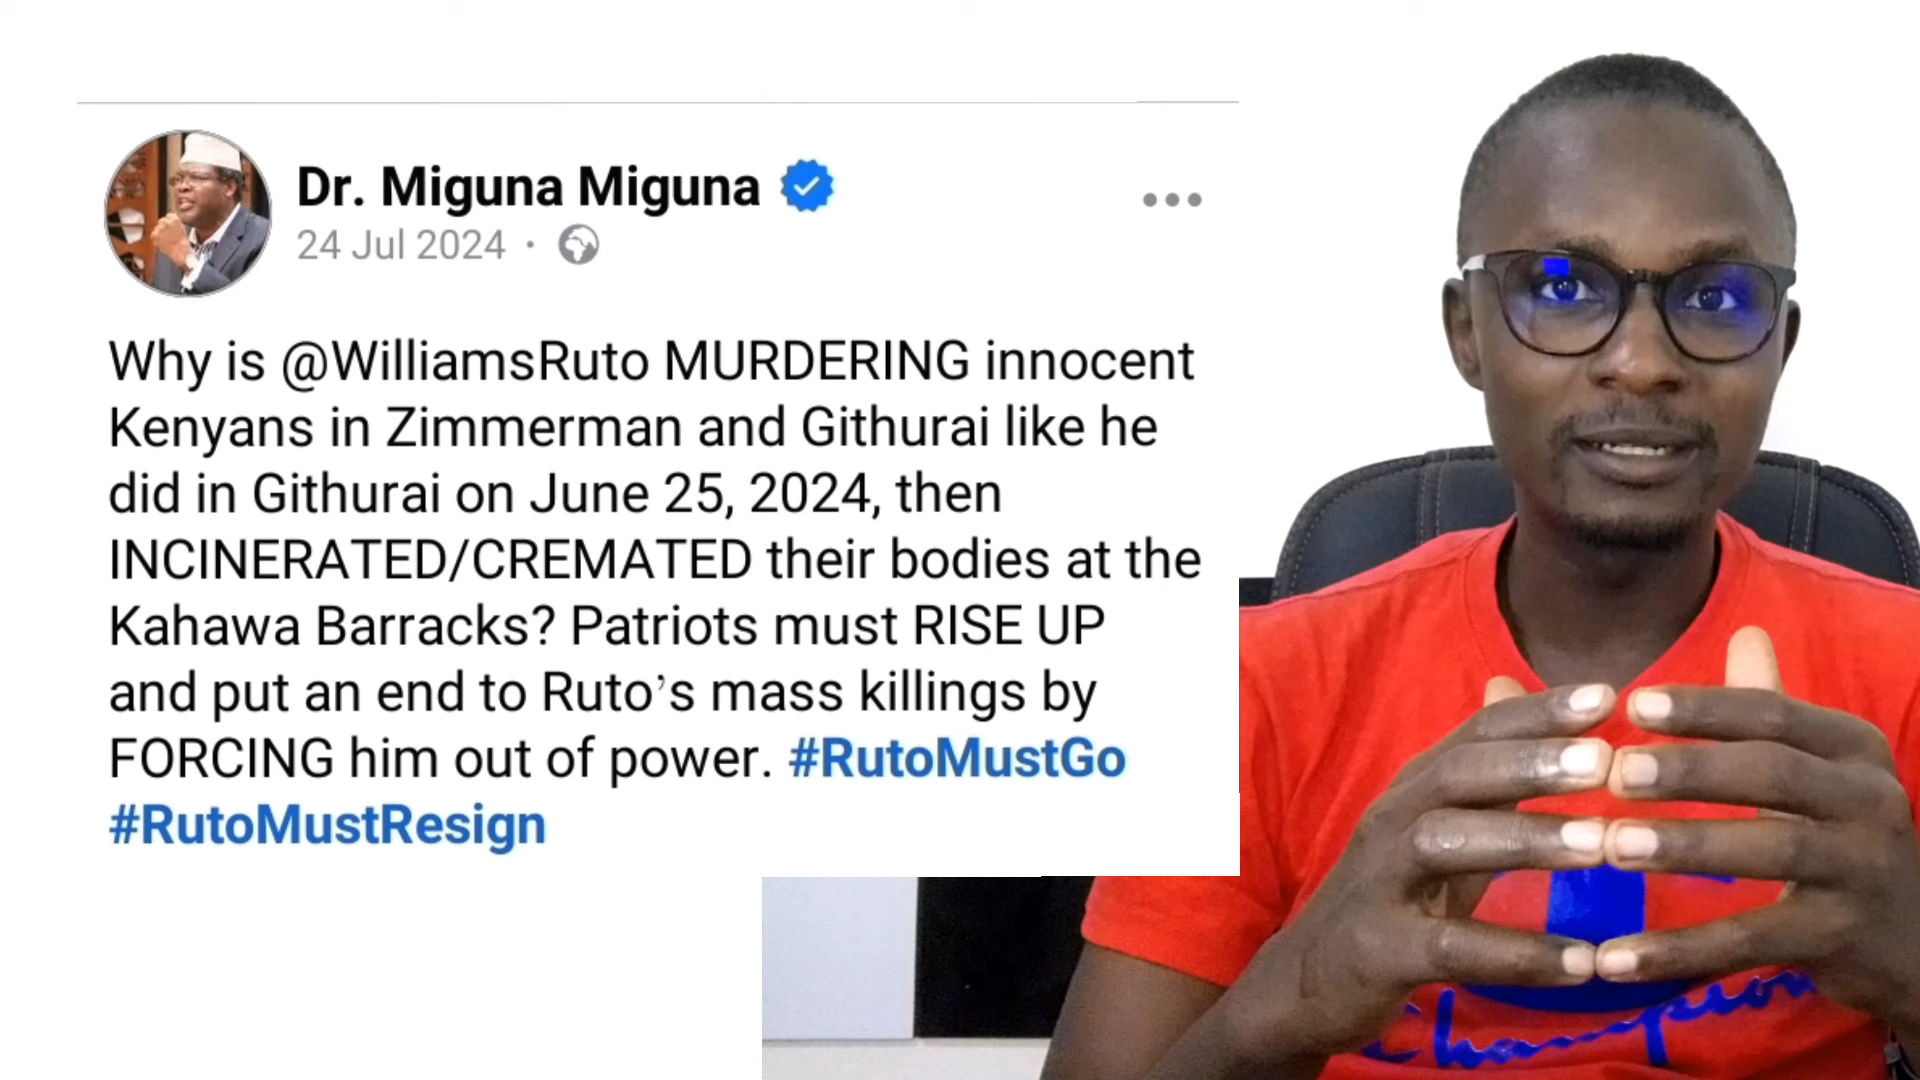 Dr. Miguna Miguna
24 Jul 2024 ·
Why is @WilliamsRuto MURDERING innocent
Kenyans in Zimmerman and Githurai like he
did in Githurai on June 25, 2024, then
INCINERATED/CREMATED their bodies at the
Kahawa Barracks? Patriots must RISE UP
and put an end to Ruto’s mass killings by
FORCING him out of power. #RutoMustGo
#RutoMustResign
Champion